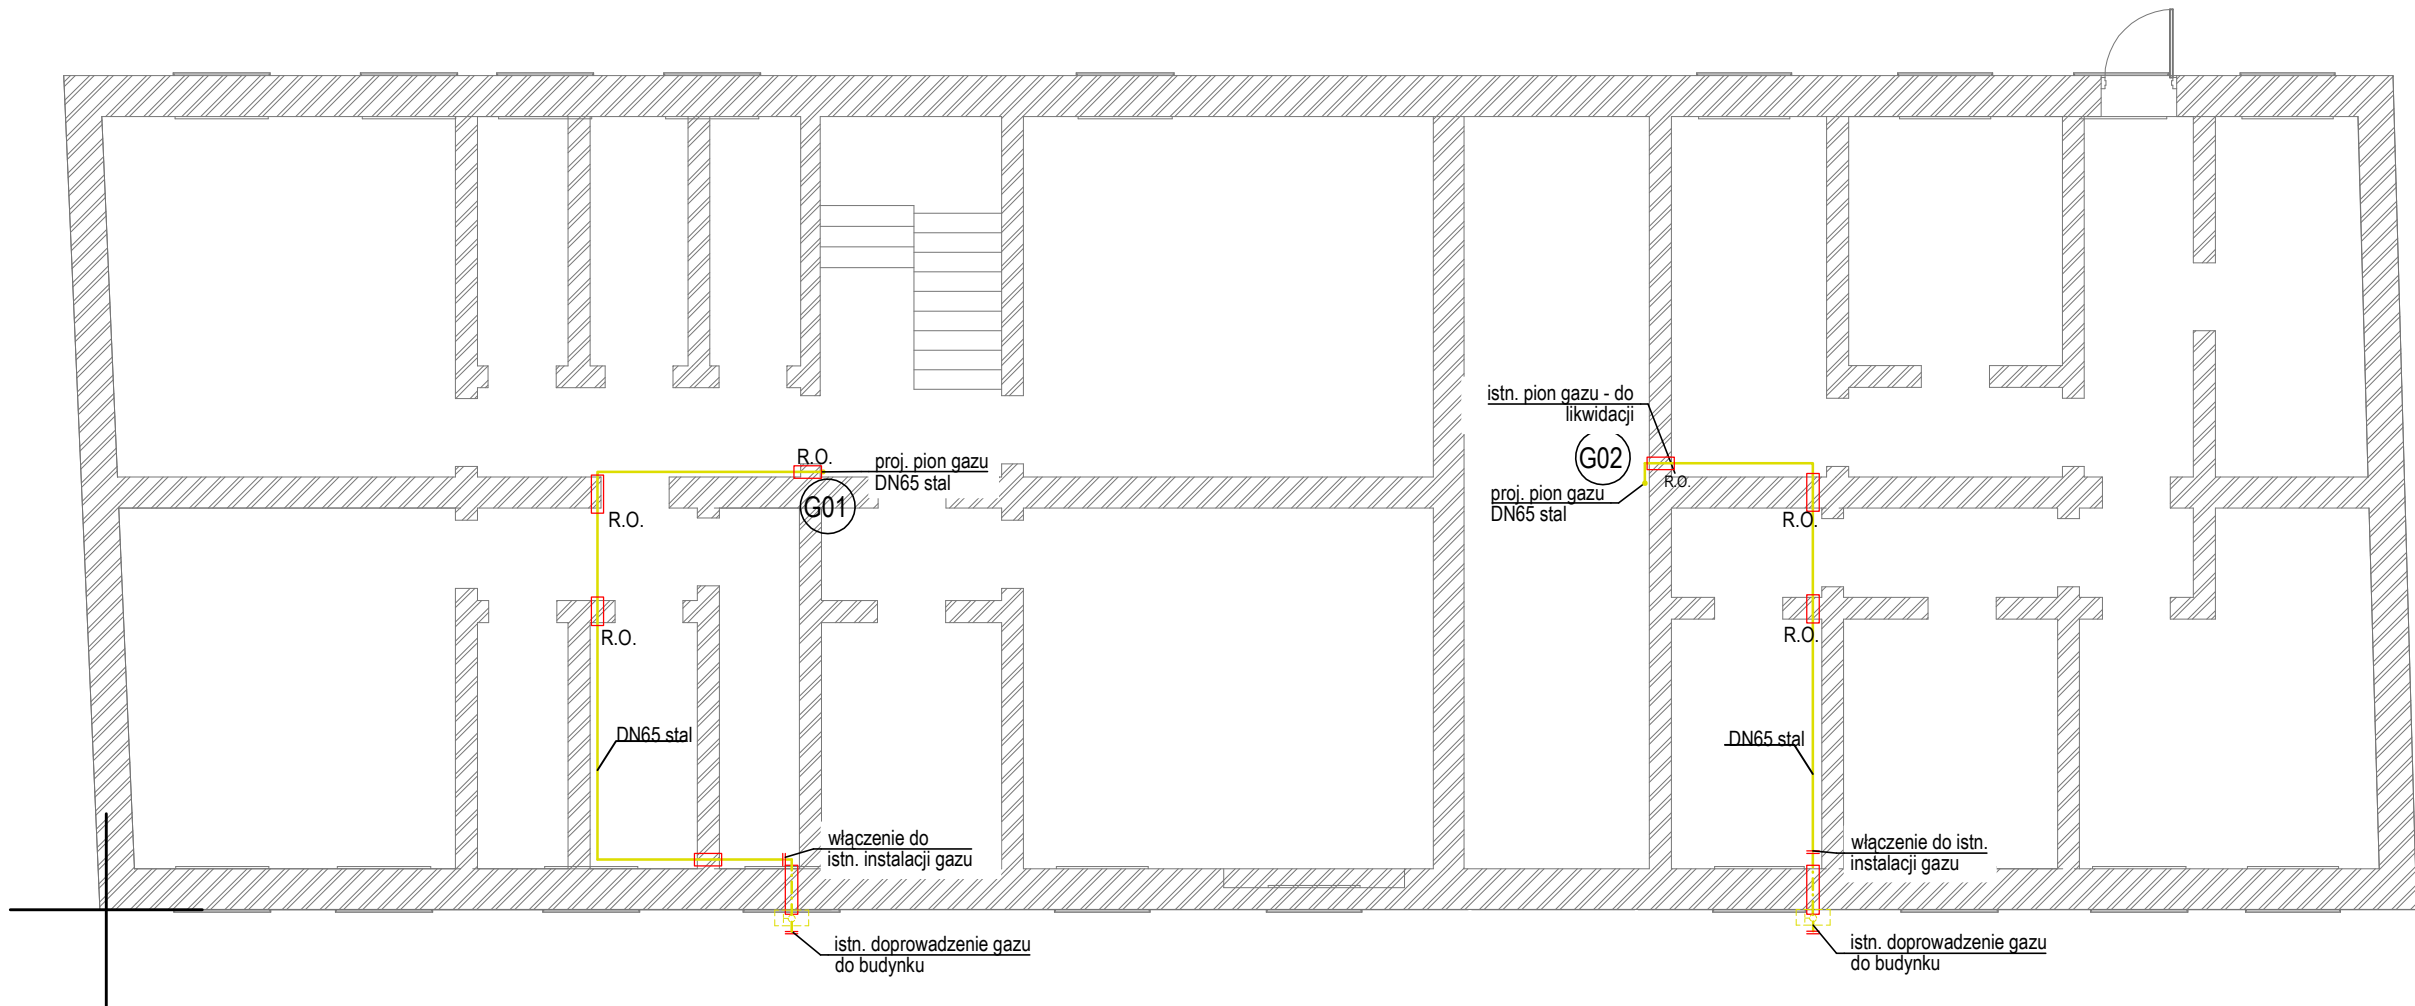 istn. pion gazu - do
likwidacji
R.O.
proj. pion gazu
DN65 stal
G01
R.O.
R.O.
G02
R.O.
proj. pion gazu
DN65 stal
R.O.
R.O.
DN65 stal
DN65 stal
włączenie do
istn. instalacji gazu
włączenie do istn.
instalacji gazu
istn. doprowadzenie gazu
do budynku
istn. doprowadzenie gazu
do budynku